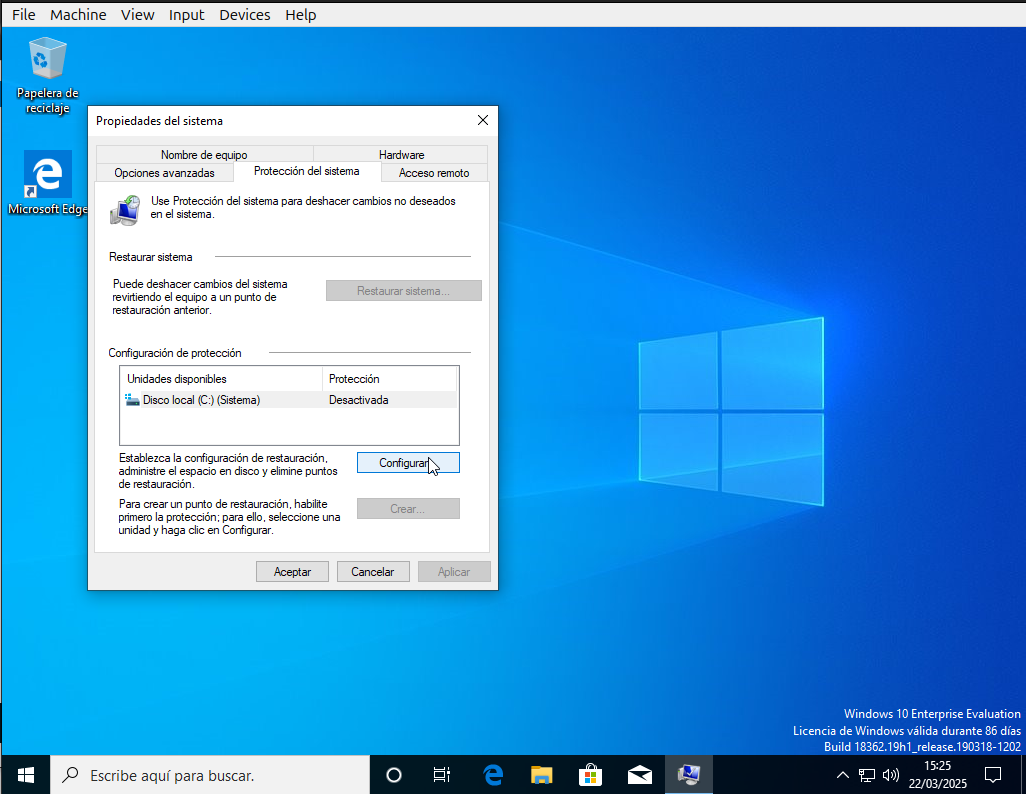 File Machine View Input Devices Help
Papelera de
reciclaje
Microsoft Edge
Propiedades del sistema
Nombre de equipo Hardware
Opciones avanzadas Protección del sistema Acceso remoto
Use Protección del sistema para deshacer cambios no deseados
en el sistema.
Restaurar sistema
Puede deshacer cambios del sistema
revirtiendo el equipo a un punto de
restauración anterior.
Restaurar sistema...
Configuración de protección
Unidades disponibles Protección
Disco local (C:) (Sistema) Desactivada
Establezca la configuración de restauración,
administre el espacio en disco y elimine puntos
de restauración.
Configurar
Para crear un punto de restauración, habilite
primero la protección; para ello, seleccione una
unidad y haga clic en Configurar.
Crear...
Aceptar Cancelar Aplicar
Windows 10 Enterprise Evaluation
Licencia de Windows válida durante 86 días
Build 18362.19h1_release.190318-1202
Escribe aquí para buscar.
15:25
22/03/2025